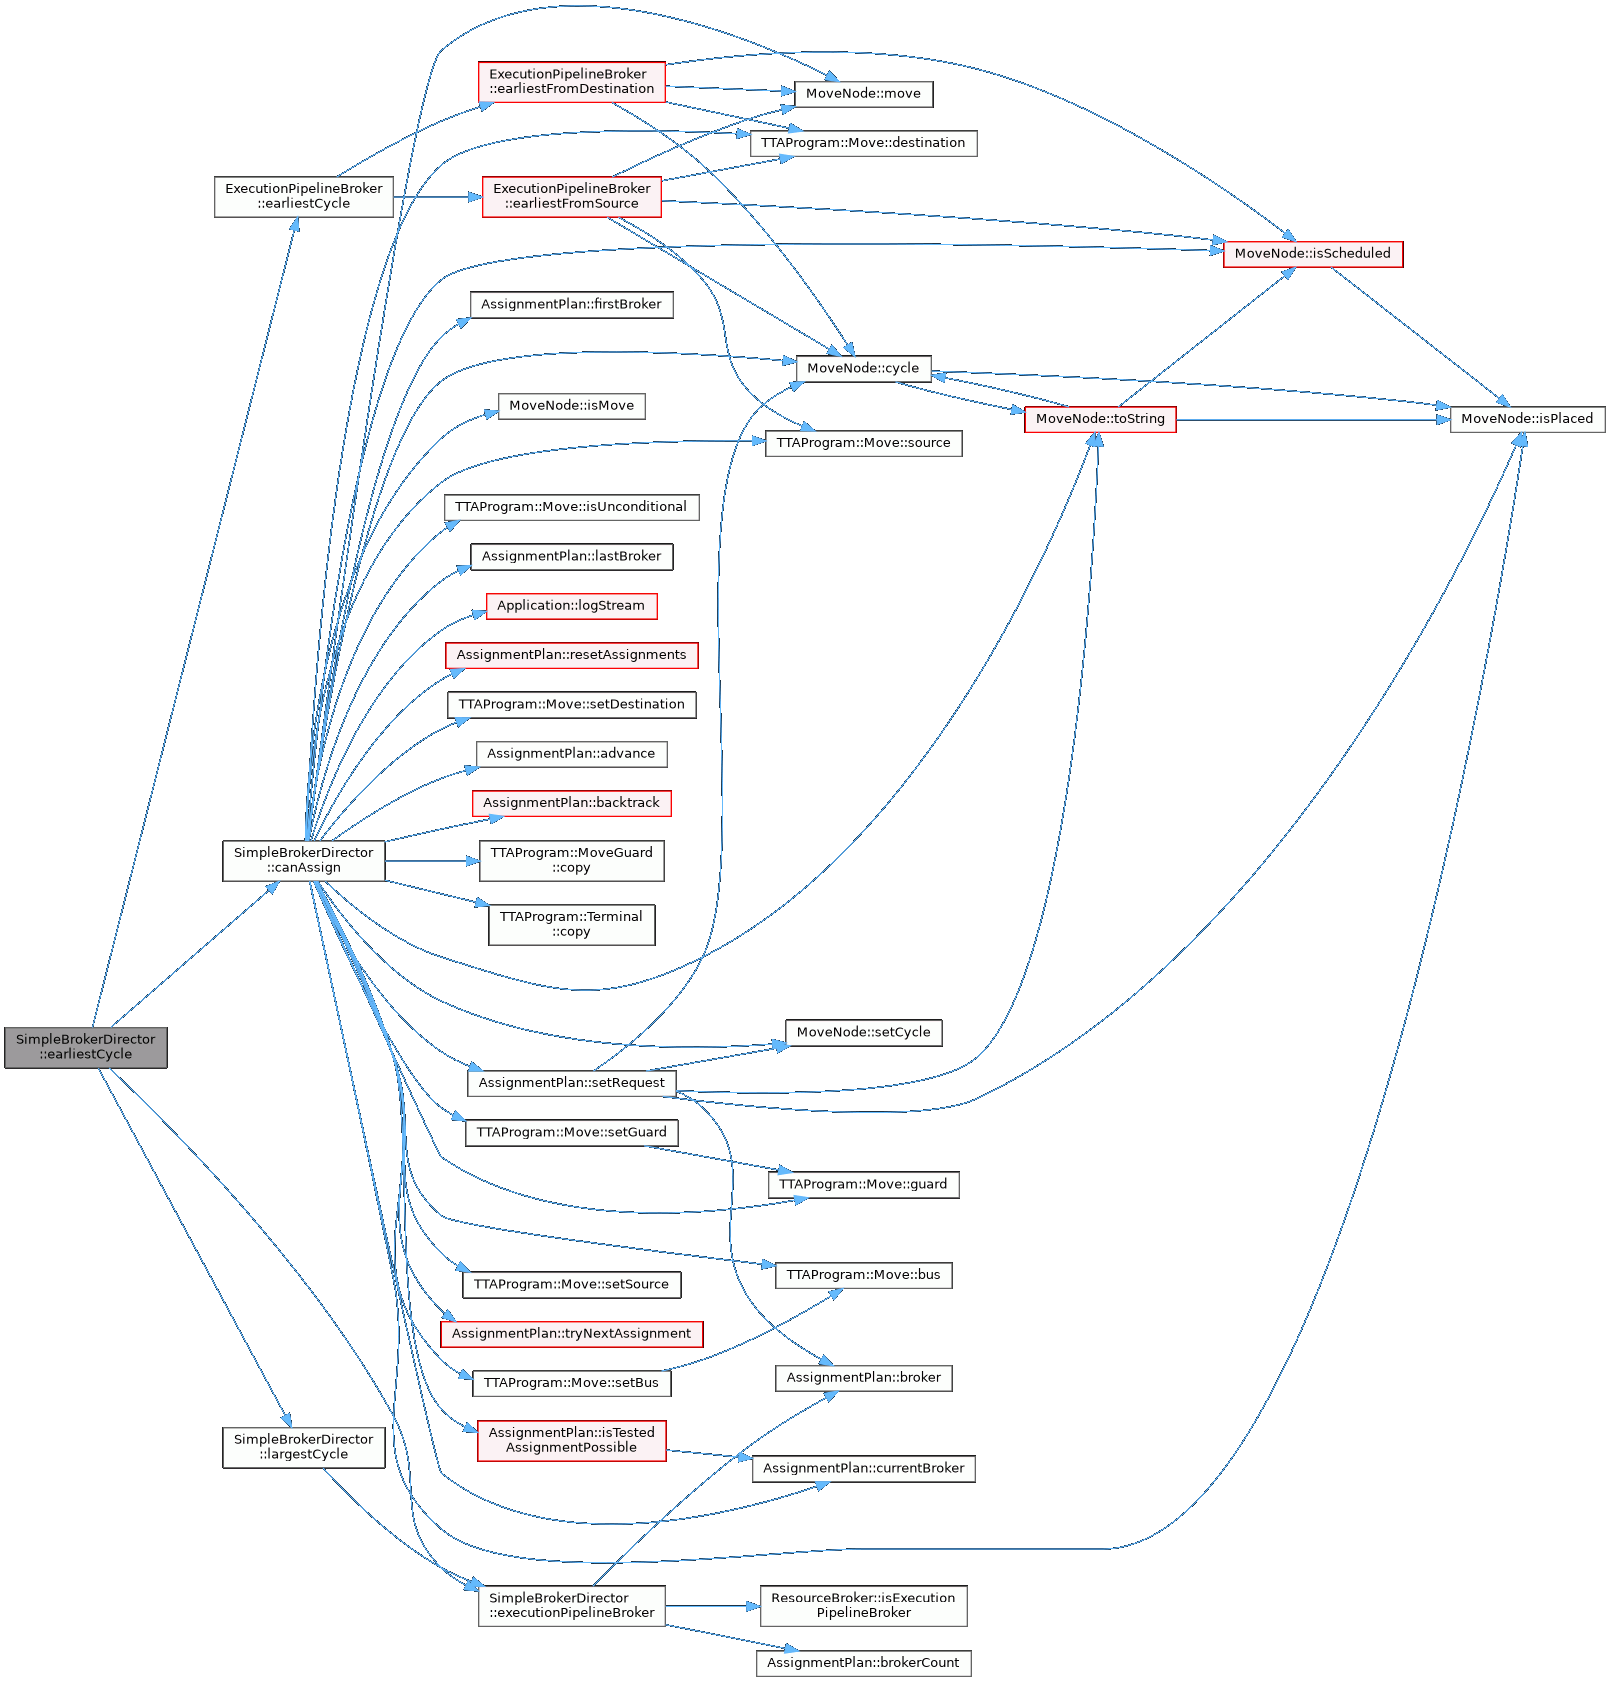 ExecutionPipelineBroker
::earliestFromDestination
MoveNode::move
TTAProgram::Move::destination
ExecutionPipelineBroker
::earliestCycle
ExecutionPipelineBroker
::earliestFromSource
MoveNode::isScheduled
AssignmentPlan::firstBroker
MoveNode::cycle
MoveNode::isMove
MoveNode::toString
MoveNode::isPlaced
TTAProgram::Move::source
TTAProgram::Move::isUnconditional
AssignmentPlan::lastBroker
Application::logStream
AssignmentPlan::resetAssignments
TTAProgram::Move::setDestination
AssignmentPlan::advance
AssignmentPlan::backtrack
SimpleBrokerDirector
::canAssign
TTAProgram::MoveGuard
::copy
TTAProgram::Terminal
::copy
SimpleBrokerDirector
::earliestCycle
MoveNode::setCycle
AssignmentPlan::setRequest
TTAProgram::Move::setGuard
TTAProgram::Move::guard
TTAProgram::Move::bus
TTAProgram::Move::setSource
AssignmentPlan::tryNextAssignment
AssignmentPlan::broker
TTAProgram::Move::setBus
SimpleBrokerDirector
::largestCycle
AssignmentPlan::isTested
AssignmentPossible
AssignmentPlan::currentBroker
SimpleBrokerDirector
::executionPipelineBroker
ResourceBroker::isExecution
PipelineBroker
AssignmentPlan::brokerCount